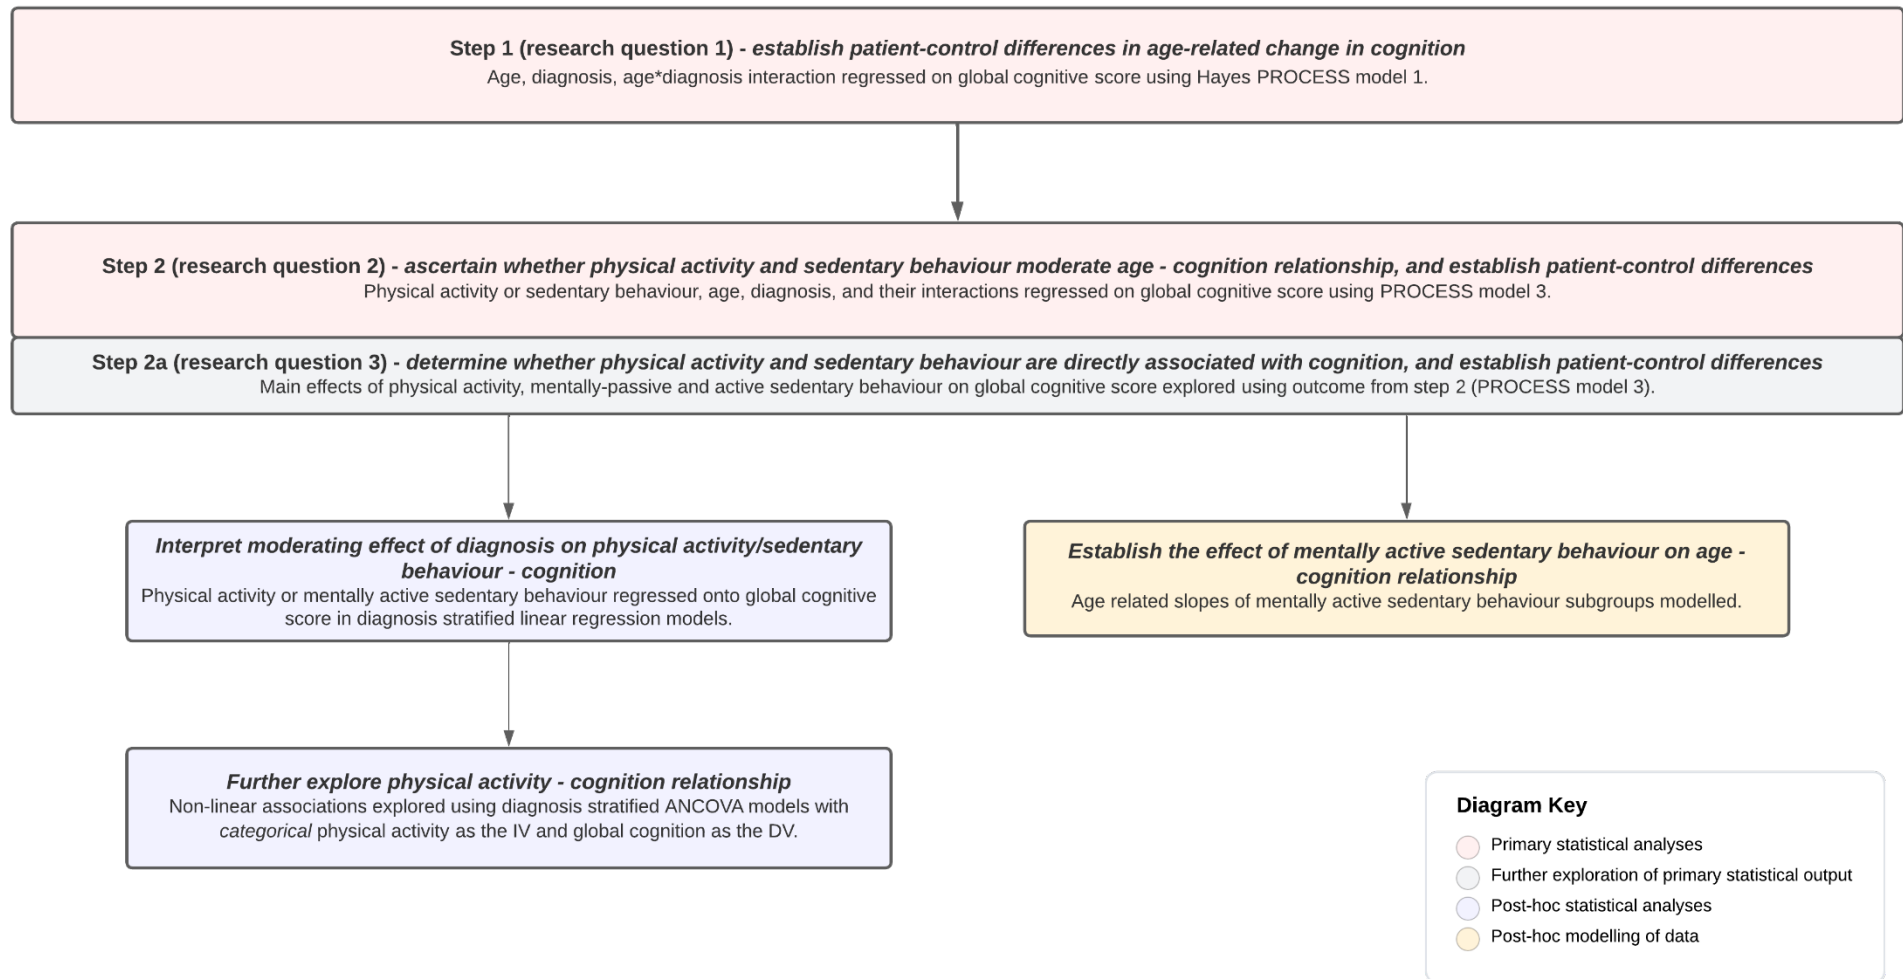 Step 1 (research question 1) - establish patient-control differences in age-related change in cognition
Age, diagnosis, age*diagnosis interaction regressed on global cognitive score using Hayes PROCESS model 1.
Step 2 (research question 2) - ascertain whether physical activity and sedentary behaviour moderate age - cognition relationship, and establish patient-control differences
Physical activity or sedentary behaviour, age, diagnosis, and their interactions regressed on global cognitive score using PROCESS model 3.
Step 2a (research question 3) - determine whether physical activity and sedentary behaviour are directly associated with cognition, and establish patient-control differences
Main effects of physical activity, mentally-passive and active sedentary behaviour on global cognitive score explored using outcome from step 2 (PROCESS model 3).
Interpret moderating effect of diagnosis on physical activity/sedentary
behaviour - cognition
Physical activity or mentally active sedentary behaviour regressed onto global cognitive
score in diagnosis stratified linear regression models.
Establish the effect of mentally active sedentary behaviour on age -
cognition relationship
Age related slopes of mentally active sedentary behaviour subgroups modelled.
Further explore physical activity - cognition relationship
Non-linear associations explored using diagnosis stratified ANCOVA models with
categorical physical activity as the IV and global cognition as the DV.
Diagram Key
Primary statistical analyses
Further exploration of primary statistical output
Post-hoc statistical analyses
Post-hoc modelling of data